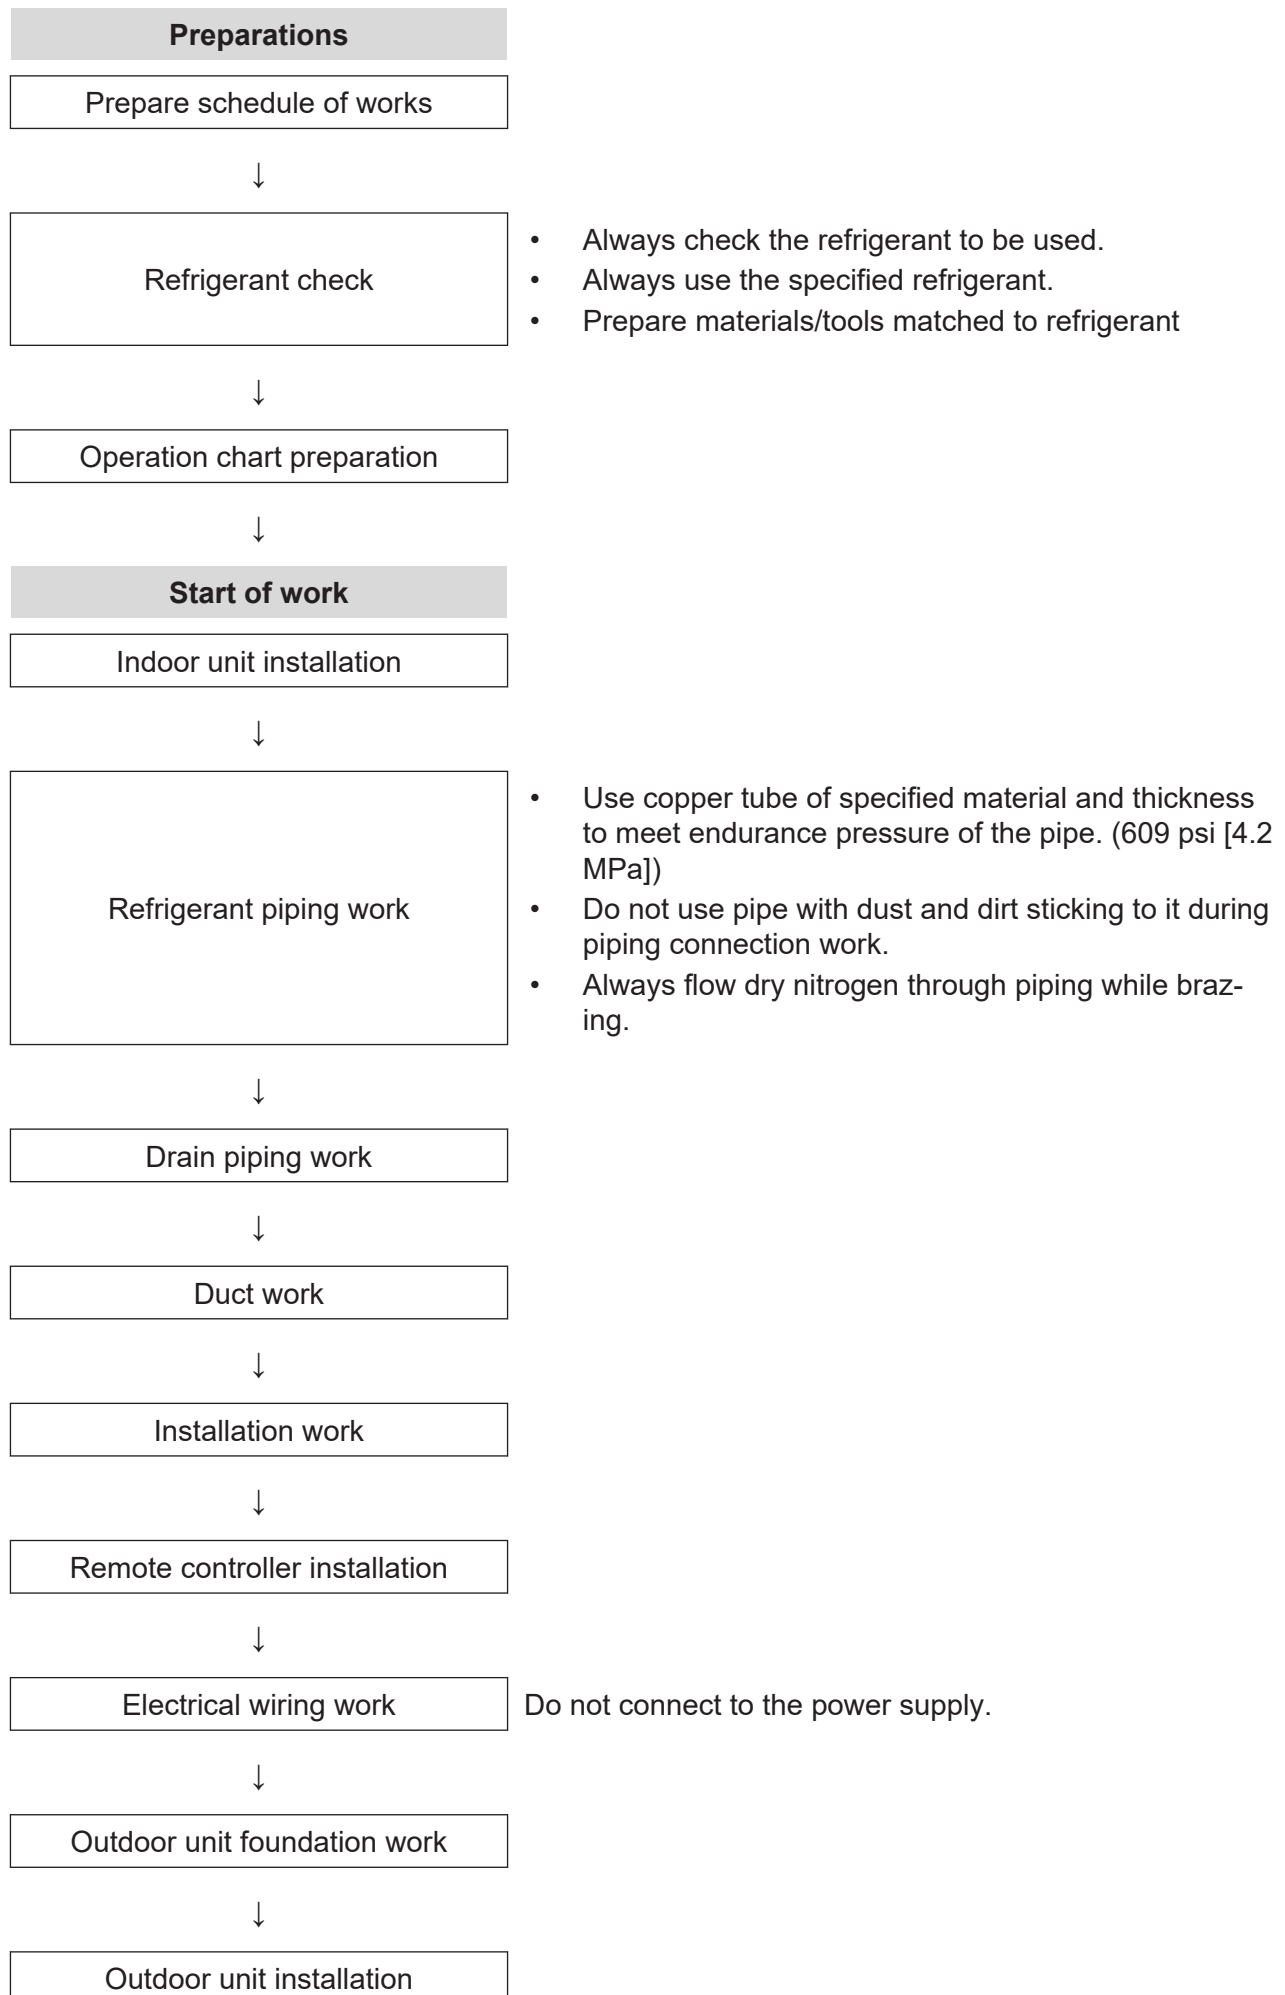 Preparations
Prepare schedule of works
↓
Refrigerant check
• Always check the refrigerant to be used.
• Always use the specified refrigerant.
• Prepare materials/tools matched to refrigerant
↓
Operation chart preparation
↓
Start of work
Indoor unit installation
↓
Refrigerant piping work
• Use copper tube of specified material and thickness
to meet endurance pressure of the pipe. (609 psi [4.2
MPa])
• Do not use pipe with dust and dirt sticking to it during
piping connection work.
• Always flow dry nitrogen through piping while braz-
ing.
↓
Drain piping work
↓
Duct work
↓
Installation work
↓
Remote controller installation
↓
Electrical wiring work
Do not connect to the power supply.
↓
Outdoor unit foundation work
↓
Outdoor unit installation